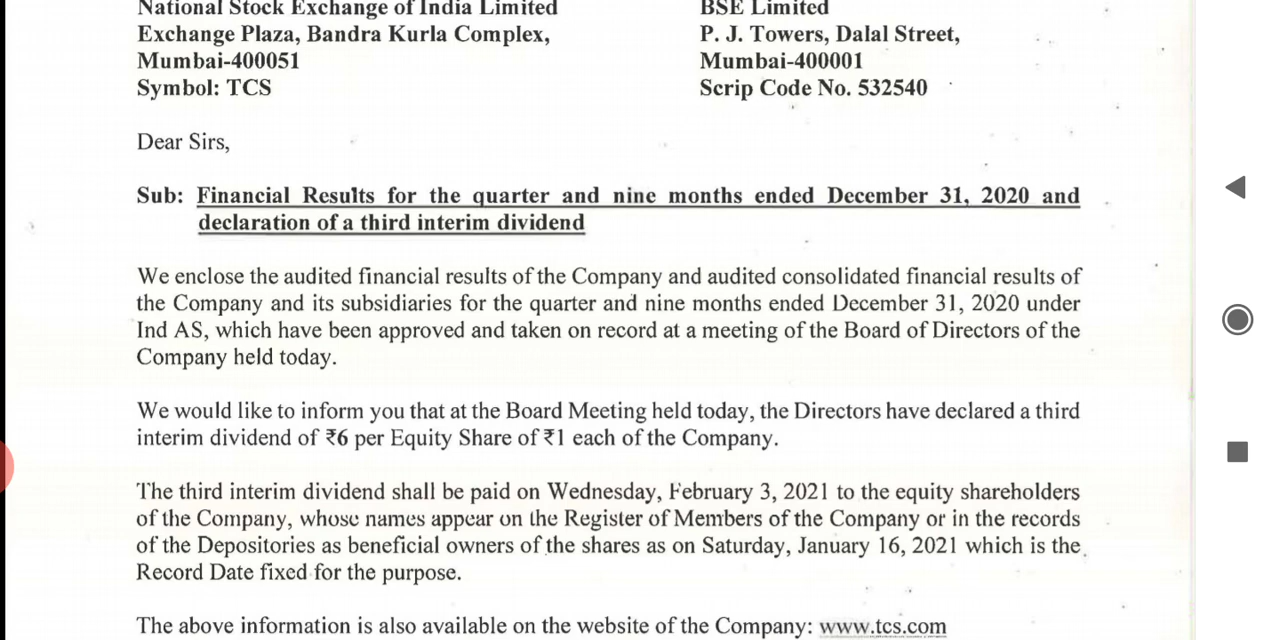 National Stock Exchange of India Limited
Exchange Plaza, Bandra Kurla Complex,
Mumbai-400051
Symbol: TCS
BSE Limited
P. J. Towers, Dalal Street,
Mumbai-400001
Scrip Code No. 532540
Dear Sirs,
Sub: Financial Results for the quarter and nine months ended December 31, 2020 and
declaration of a third interim dividend
We enclose the audited financial results of the Company and audited consolidated financial results of
the Company and its subsidiaries for the quarter and nine months ended December 31, 2020 under
Ind AS, which have been approved and taken on record at a meeting of the Board of Directors of the
Company held today.
We would like to inform you that at the Board Meeting held today, the Directors have declared a third
interim dividend of ₹6 per Equity Share of ₹1 each of the Company.
The third interim dividend shall be paid on Wednesday, February 3, 2021 to the equity shareholders
of the Company, whose names appear on the Register of Members of the Company or in the records
of the Depositories as beneficial owners of the shares as on Saturday, January 16, 2021 which is the
Record Date fixed for the purpose.
The above information is also available on the website of the Company: www.tcs.com